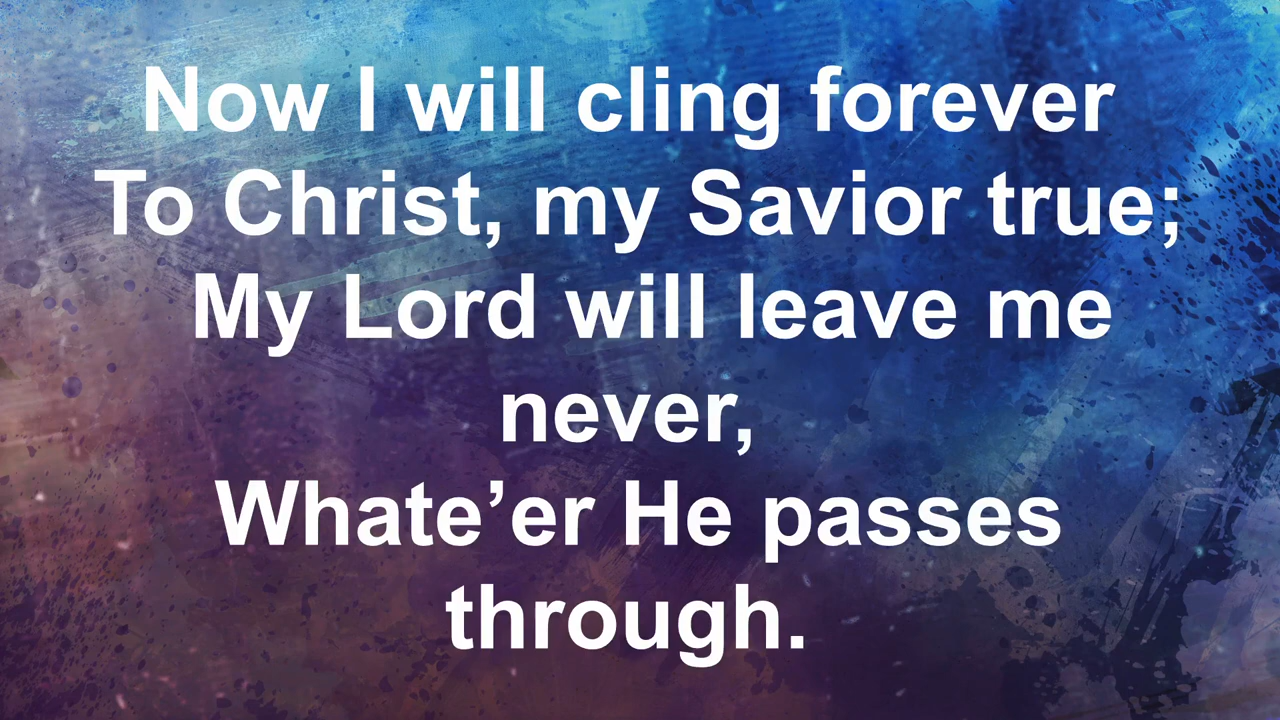 Now I will cling forever
To Christ, my Savior true;
My Lord will leave me
never,
Whate’er He passes
through.